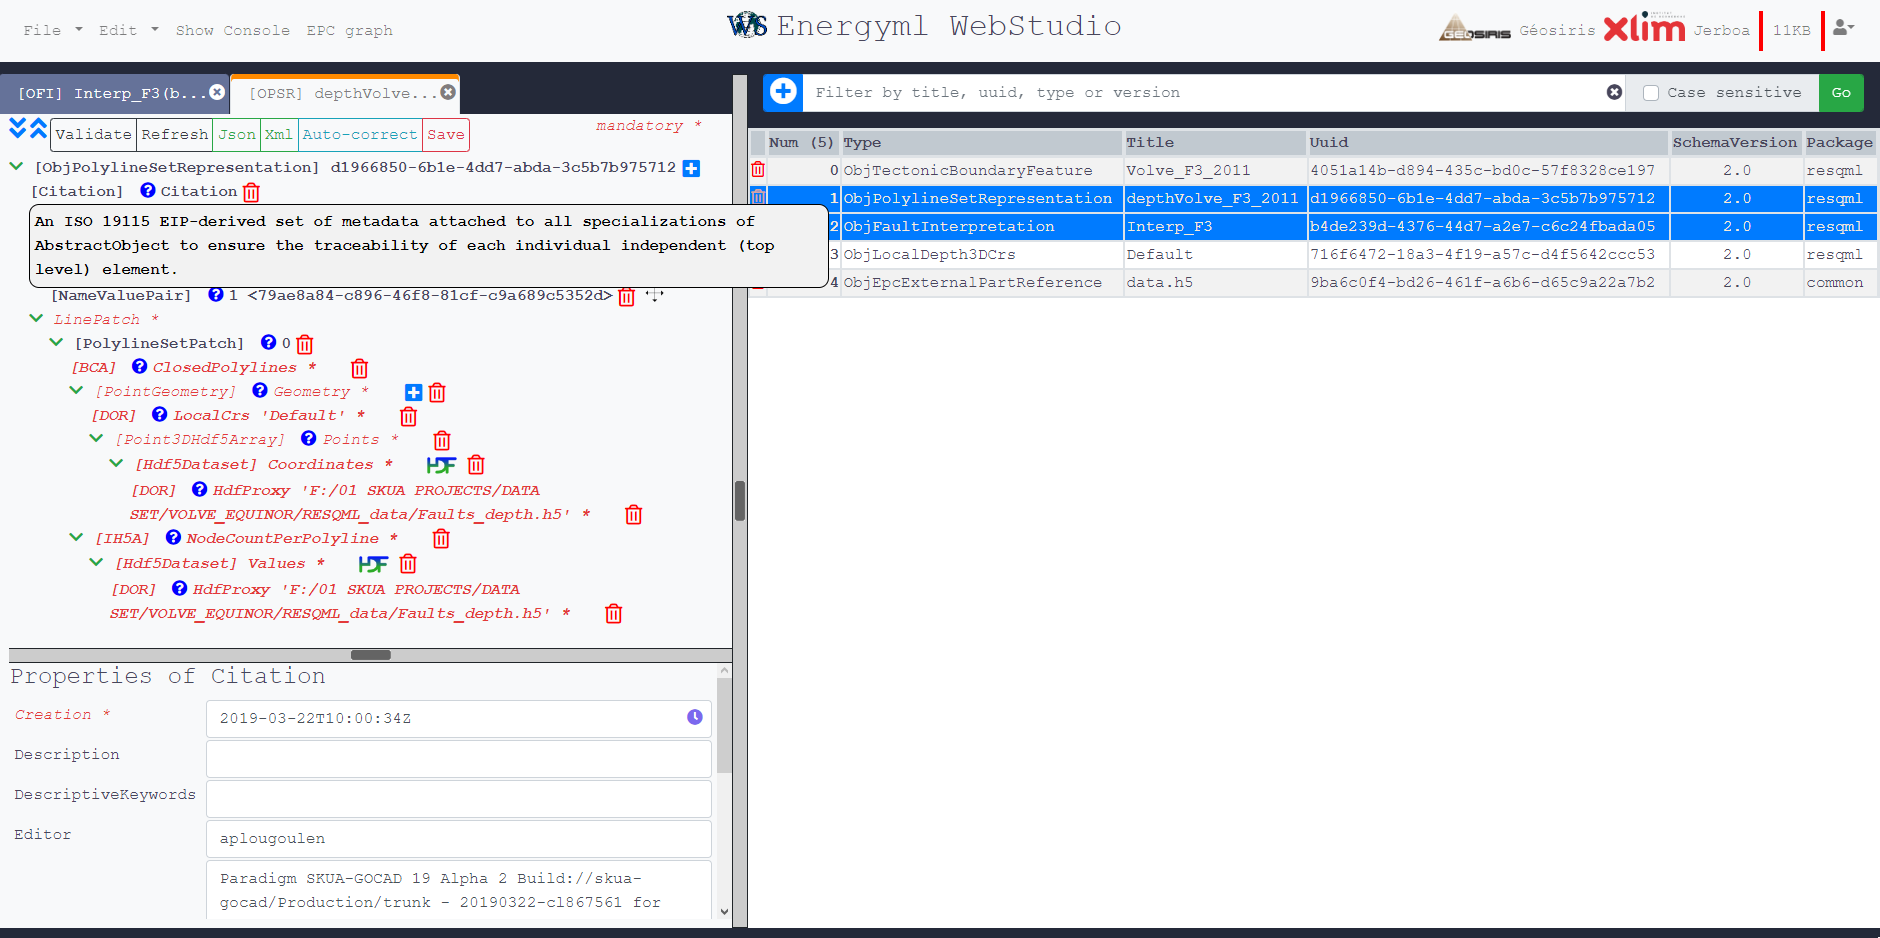 File Edit Show Console EPC graph
WS Energyml WebStudio
GEOSIRIS Géosiris Xlim Jerboa 11KB
[OFI] Interp_F3(b... [OPSR] depthVolve...
Validate Refresh Json Xml Auto-correct Save
mandatory *
[ObjPolylineSetRepresentation] d1966850-6b1e-4dd7-abda-3c5b7b975712
[Citation] Citation
An ISO 19115 EIP-derived set of metadata attached to all specializations of
AbstractObject to ensure the traceability of each individual independent (top
level) element.
[NameValuePair] 1 <79ae8a84-c896-46f8-81cf-c9a689c5352d>
LinePatch *
[PolylineSetPatch] 0
[BCA] ClosedPolylines *
[PointGeometry] Geometry *
[DOR] LocalCrs 'Default' *
[Point3DHdf5Array] Points *
[Hdf5Dataset] Coordinates * HDF
[DOR] HdfProxy 'F:/01 SKUA PROJECTS/DATA
SET/VOLVE_EQUINOR/RESQML_data/Faults_depth.h5' *
[IH5A] NodeCountPerPolyline *
[Hdf5Dataset] Values * HDF
[DOR] HdfProxy 'F:/01 SKUA PROJECTS/DATA
SET/VOLVE_EQUINOR/RESQML_data/Faults_depth.h5' *
Properties of Citation
Creation * 2019-03-22T10:00:34Z
Description
DescriptiveKeywords
Editor aplougoulen
Paradigm SKUA-GOCAD 19 Alpha 2 Build://skua-
gocad/Production/trunk - 20190322-cl867561 for
Filter by title, uuid, type or version Case sensitive Go
Num (5) Type Title Uuid SchemaVersion Package
0 ObjTectonicBoundaryFeature Volve_F3_2011 4051a14b-d894-435c-bd0c-57f8328ce197 2.0 resqml
1 ObjPolylineSetRepresentation depthVolve_F3_2011 d1966850-6b1e-4dd7-abda-3c5b7b975712 2.0 resqml
2 ObjFaultInterpretation Interp_F3 b4de239d-4376-44d7-a2e7-c6c24fbada05 2.0 resqml
3 ObjLocalDepth3DCrs Default 716f6472-18a3-4f19-a57c-d4f5642ccc53 2.0 resqml
4 ObjEpcExternalPartReference data.h5 9ba6c0f4-bd26-461f-a6b6-d65c9a22a7b2 2.0 common